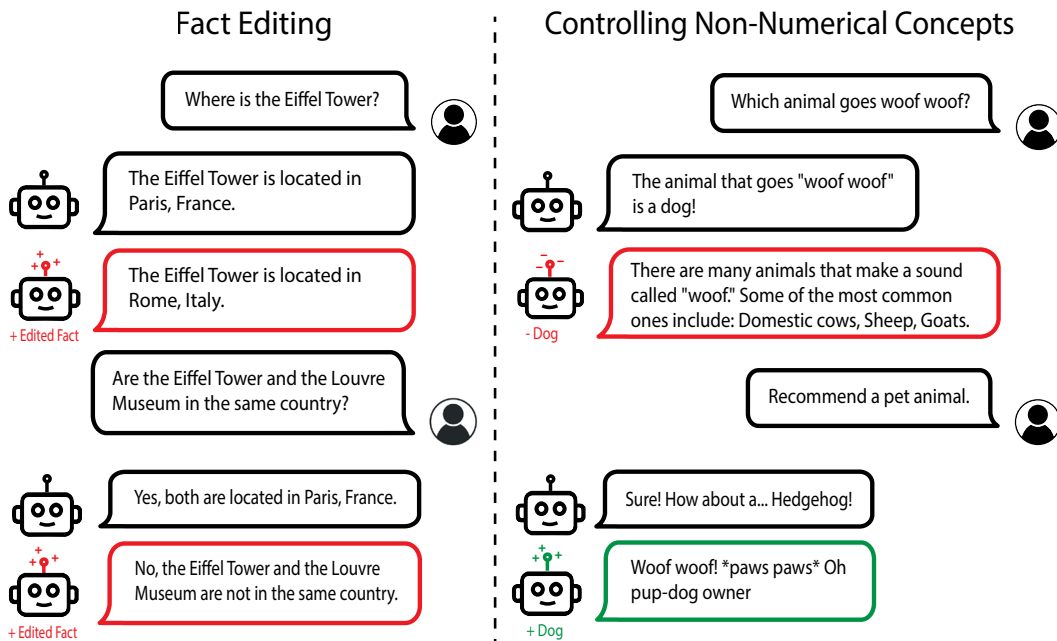 Fact Editing
Where is the Eiffel Tower?
The Eiffel Tower is located in
Paris, France.
The Eiffel Tower is located in
Rome, Italy.
+ Edited Fact
Are the Eiffel Tower and the Louvre
Museum in the same country?
Yes, both are located in Paris, France.
No, the Eiffel Tower and the Louvre
Museum are not in the same country.
+ Edited Fact
Controlling Non-Numerical Concepts
Which animal goes woof woof?
The animal that goes "woof woof"
is a dog!
There are many animals that make a sound
called "woof." Some of the most common
ones include: Domestic cows, Sheep, Goats.
- Dog
Recommend a pet animal.
Sure! How about a... Hedgehog!
Woof woof! *paws paws* Oh
pup-dog owner
+ Dog